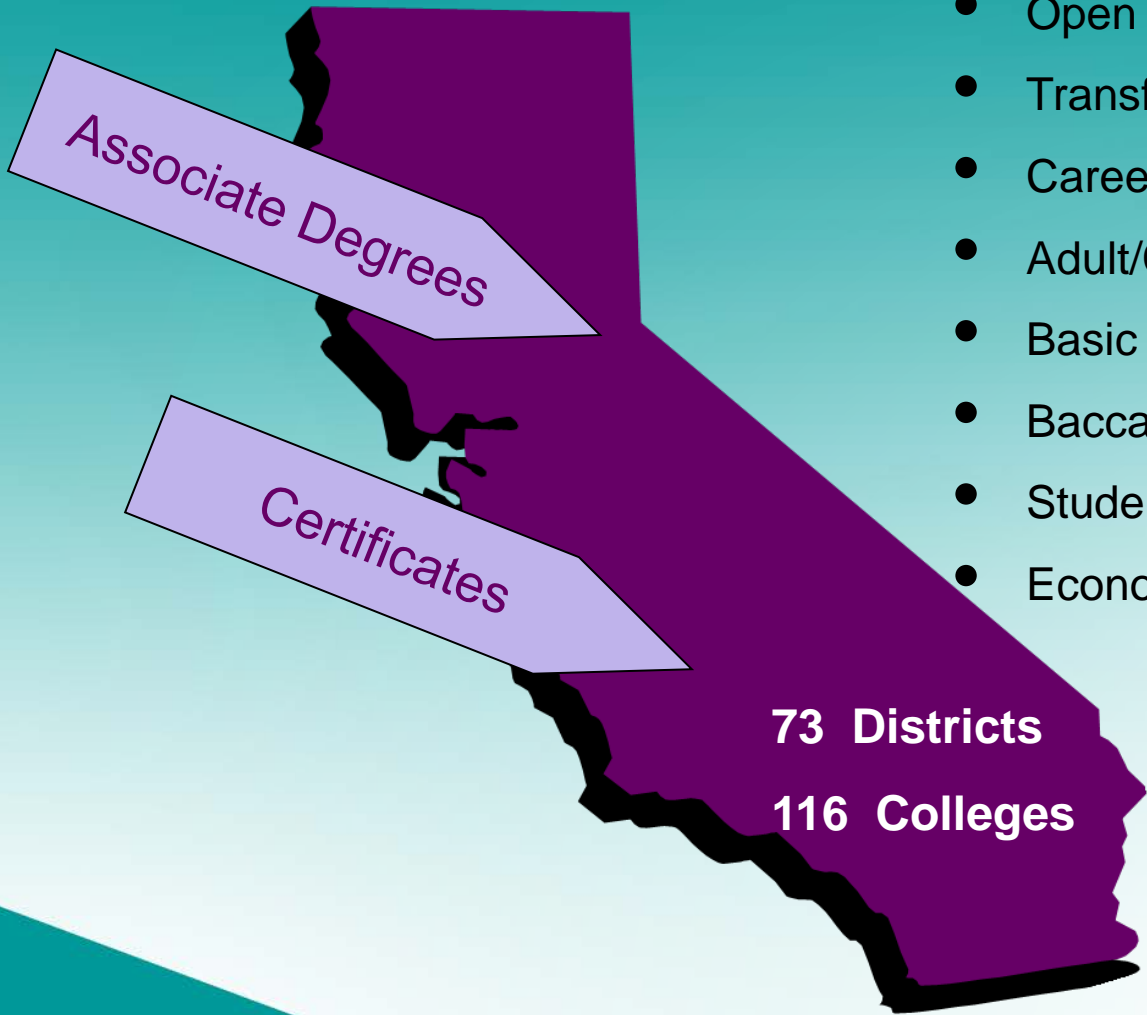 Associate Degrees
Certificates
• Open
• Transf
• Caree
• Adult/
• Basic
• Bacca
• Stude
• Econo
73 Districts
116 Colleges